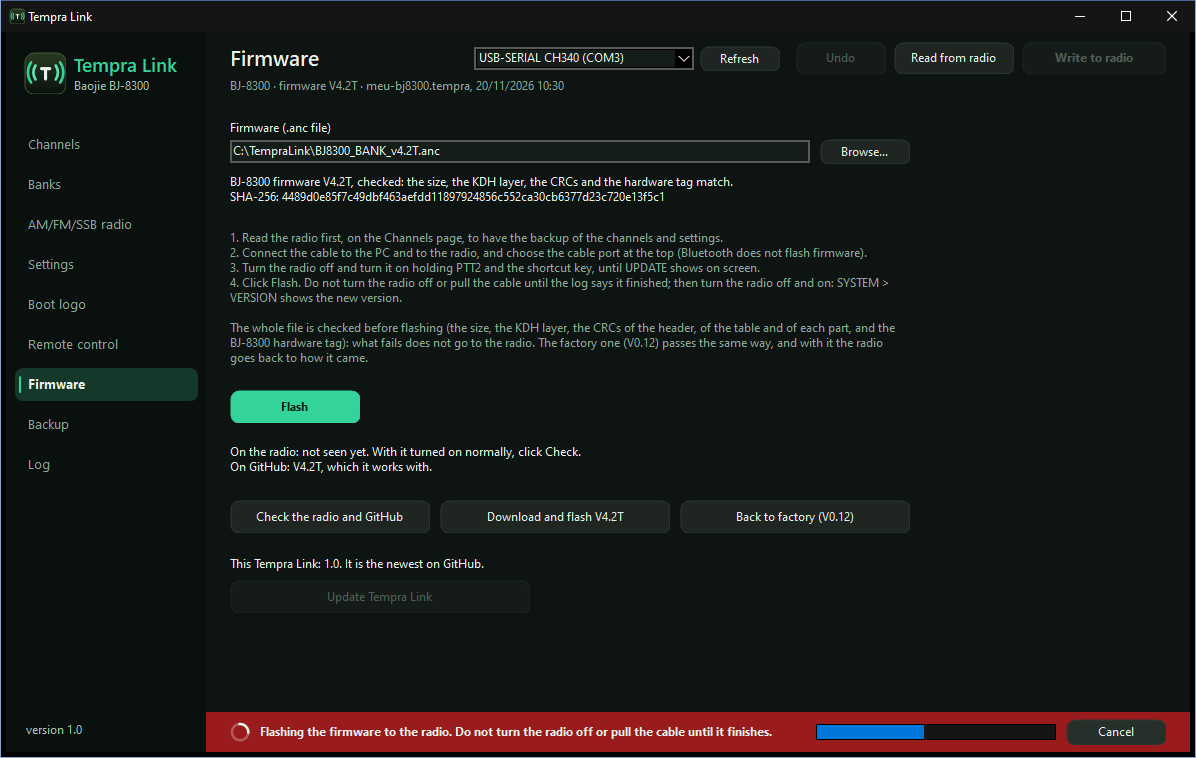 Tempra Link
(T)
Tempra Link
Baojie BJ-8300
Channels
Banks
AM/FM/SSB radio
Settings
Boot logo
Remote control
Firmware
Backup
Log
version 1.0
Firmware
USB-SERIAL CH340 (COM3)
Refresh
Undo
Read from radio
Write to radio
BJ-8300 · firmware V4.2T · meu-bj8300.tempra, 20/11/2026 10:30
Firmware (.anc file)
C:\TempraLink\BJ8300_BANK_v4.2T.anc
Browse...
BJ-8300 firmware V4.2T, checked: the size, the KDH layer, the CRCs and the hardware tag match.
SHA-256: 4489d0e85f7c49dbf463aefdd11897924856c552ca30cb6377d23c720e13f5c1
1. Read the radio first, on the Channels page, to have the backup of the channels and settings.
2. Connect the cable to the PC and to the radio, and choose the cable port at the top (Bluetooth does not flash firmware).
3. Turn the radio off and turn it on holding PTT2 and the shortcut key, until UPDATE shows on screen.
4. Click Flash. Do not turn the radio off or pull the cable until the log says it finished; then turn the radio off and on: SYSTEM >
VERSION shows the new version.
The whole file is checked before flashing (the size, the KDH layer, the CRCs of the header, of the table and of each part, and the
BJ-8300 hardware tag): what fails does not go to the radio. The factory one (V0.12) passes the same way, and with it the radio
goes back to how it came.
Flash
On the radio: not seen yet. With it turned on normally, click Check.
On GitHub: V4.2T, which it works with.
Check the radio and GitHub
Download and flash V4.2T
Back to factory (V0.12)
This Tempra Link: 1.0. It is the newest on GitHub.
Update Tempra Link
Flashing the firmware to the radio. Do not turn the radio off or pull the cable until it finishes.
Cancel